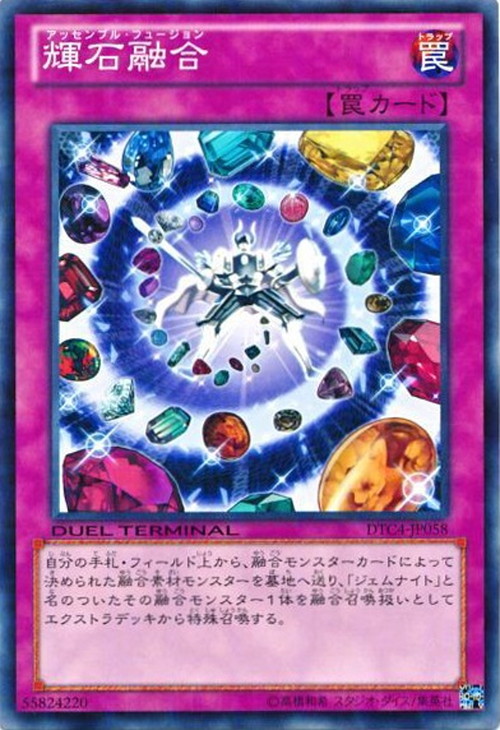 アッセンブル・フュージョン
輝石融合
トラップ
罠
トラップ
【罠カード】
DUEL TERMINAL
DTC4-JP058
自分の手札・フィールド上から、融合モンスターカードによって
決められた融合素材モンスターを墓地へ送り、「ジェムナイト」と
名のついたその融合モンスター1体を融合召喚扱いとして
エクストラデッキから特殊召喚する。
55824220
©高橋和希 スタジオ・ダイス/集英社